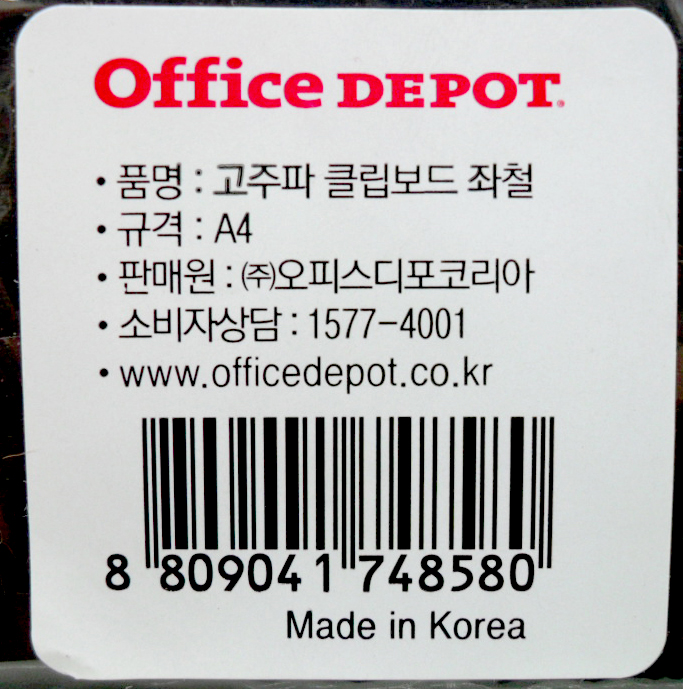 Office DEPOT.
• 품명 : 고주파 클립보드 좌철
• 규격 : A4
• 판매원 : ㈜오피스디포코리아
• 소비자상담 : 1577-4001
• www.officedepot.co.kr
8 809041 748580
Made in Korea